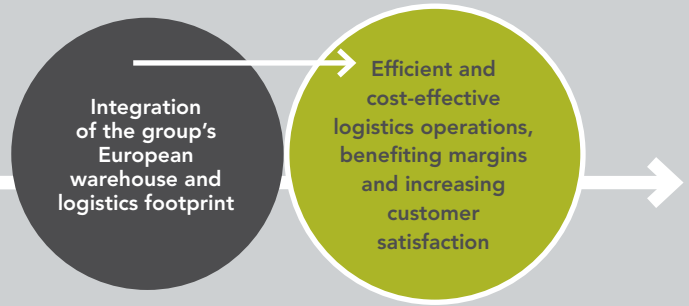 Integration
of the group's
European
warehouse and
logistics footprint
Efficient and
cost-effective
logistics operations,
benefiting margins
and increasing
customer
satisfaction